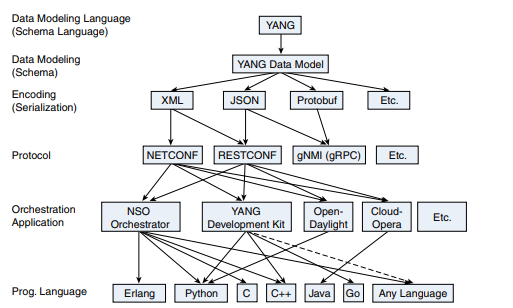 Data Modeling Language
(Schema Language)
YANG
Data Modeling
(Schema)
YANG Data Model
Encoding
(Serialization)
XML
JSON
Protobuf
Etc.
Protocol
NETCONF
RESTCONF
gNMI (gRPC)
Etc.
Orchestration
Application
NSO
Orchestrator
YANG
Development Kit
Open-
Daylight
Cloud-
Opera
Etc.
Prog. Language
Erlang
Python
C
C++
Java
Go
Any Language